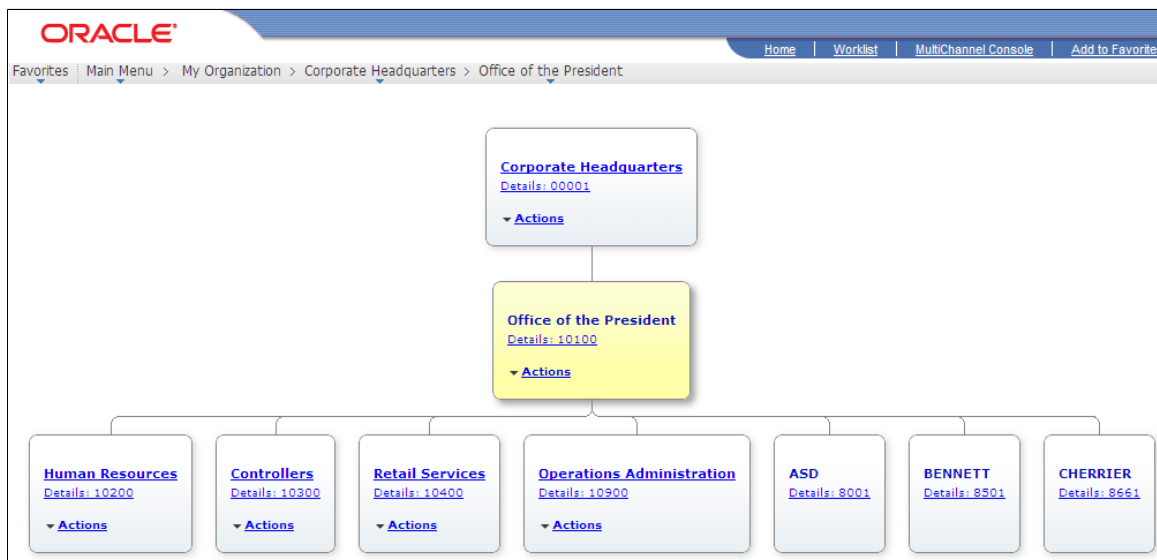 ORACLE'
Home | Worklist | MultiChannel Console | Add to Favorite
Favorites Main Menu > My Organization > Corporate Headquarters > Office of the President
Corporate Headquarters
Details: 00001
Actions
Office of the President
Details: 10100
Actions
Human Resources
Details: 10200
Actions
Controllers
Details: 10300
Actions
Retail Services
Details: 10400
Actions
Operations Administration
Details: 10900
Actions
ASD
Details: 8001
BENNETT
Details: 8501
CHERRIER
Details: 8661